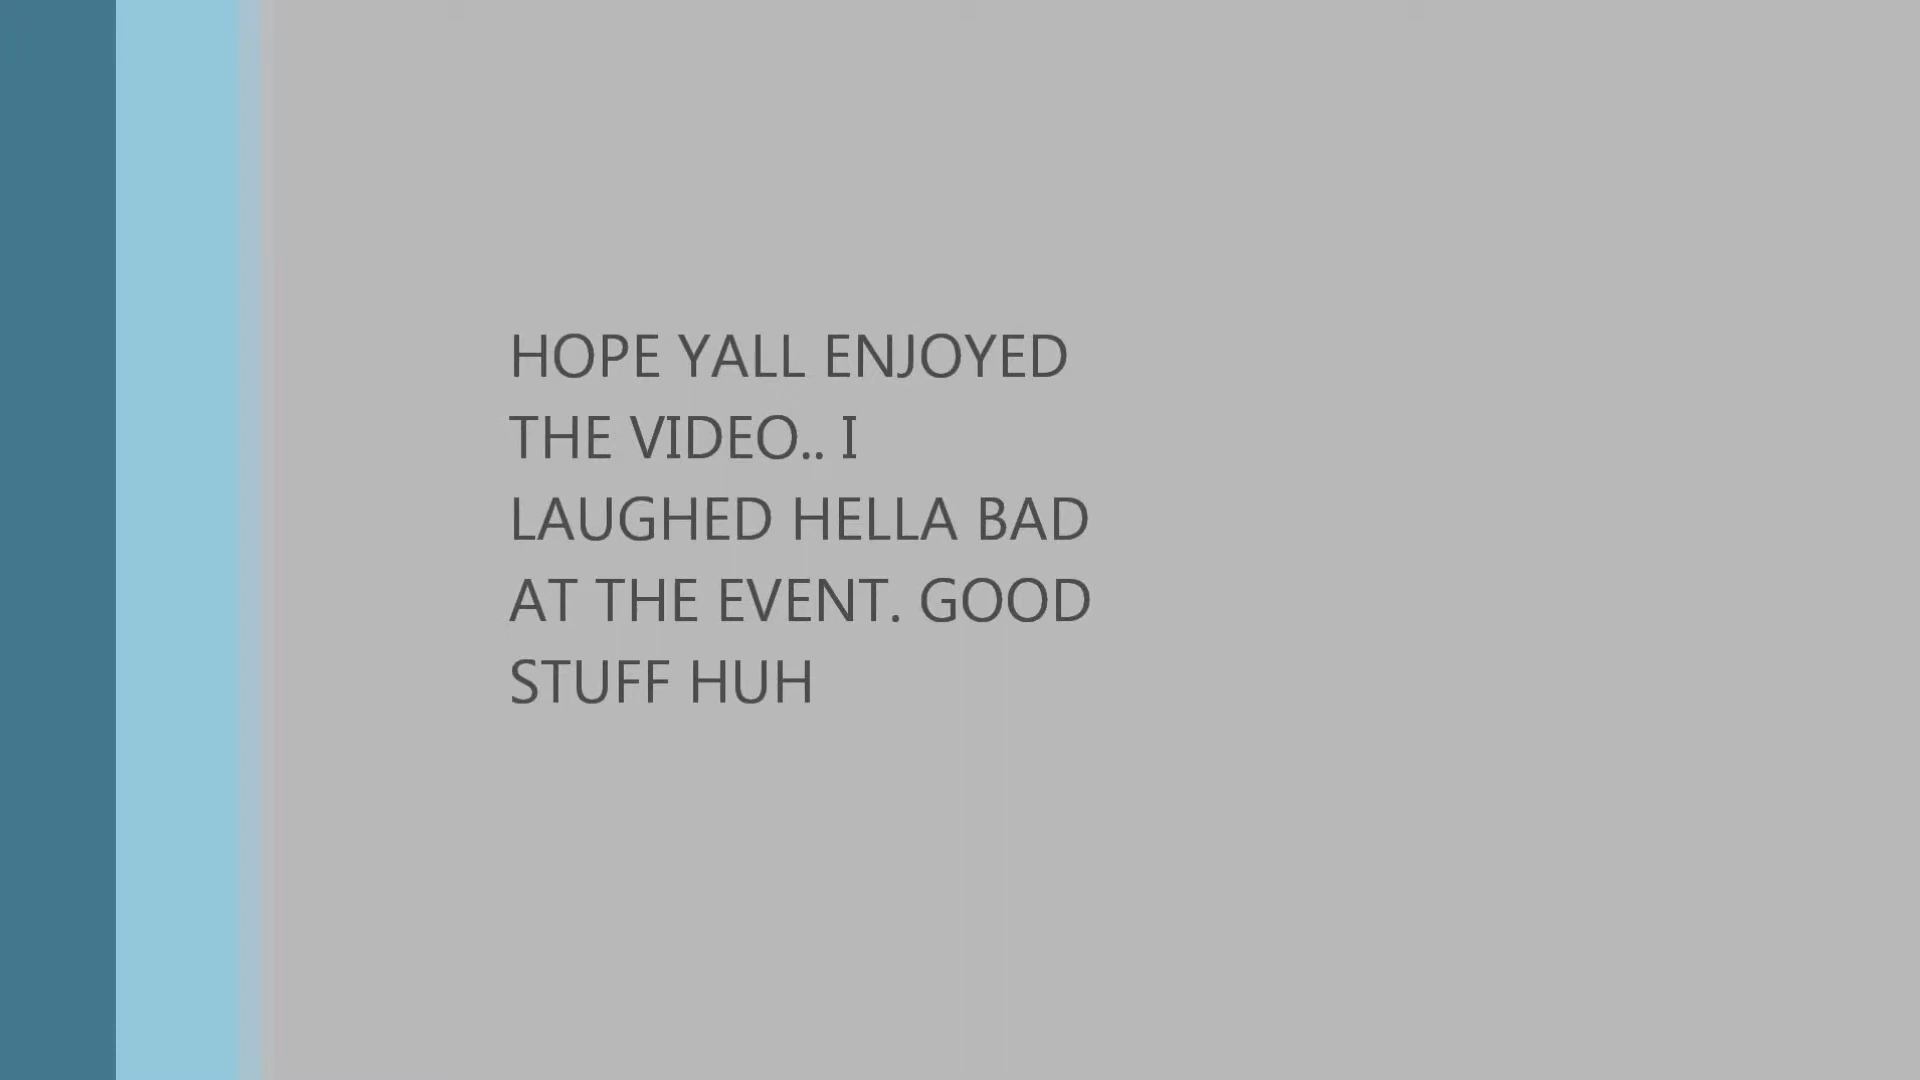 HOPE YALL ENJOYED
THE VIDEO.. I
LAUGHED HELLA BAD
AT THE EVENT. GOOD
STUFF HUH